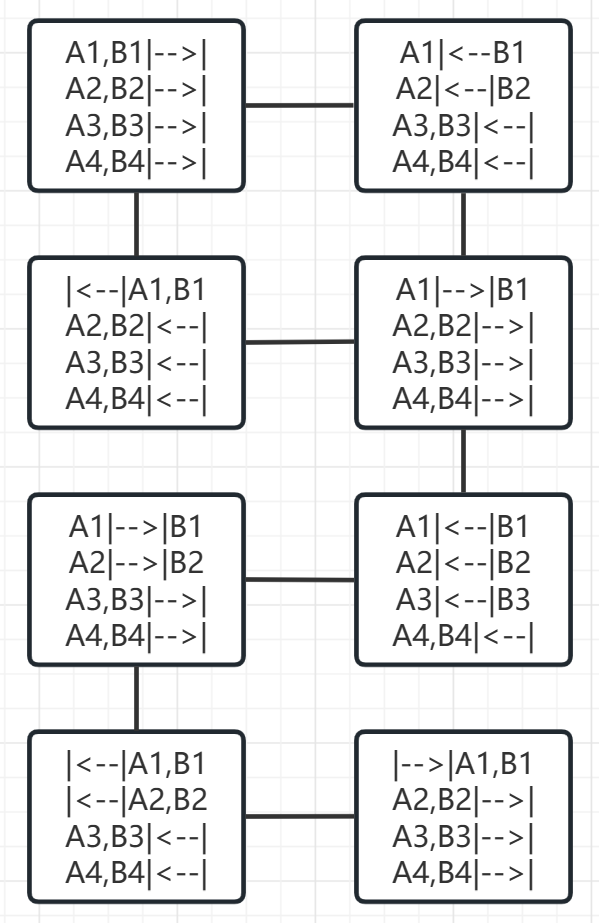 A1,B1|-->|
A2,B2|-->|
A3,B3|-->|
A4,B4|-->|
A1|<--B1
A2|<--|B2
A3,B3|<--|
A4,B4|<--|
|<--|A1,B1
A2,B2|<--|
A3,B3|<--|
A4,B4|<--|
A1|-->|B1
A2,B2|-->|
A3,B3|-->|
A4,B4|-->|
A1|-->|B1
A2|-->|B2
A3,B3|-->|
A4,B4|-->|
A1|<--|B1
A2|<--|B2
A3|<--|B3
A4,B4|<--|
|<--|A1,B1
|<--|A2,B2
A3,B3|<--|
A4,B4|<--|
|-->|A1,B1
A2,B2|-->|
A3,B3|-->|
A4,B4|-->|